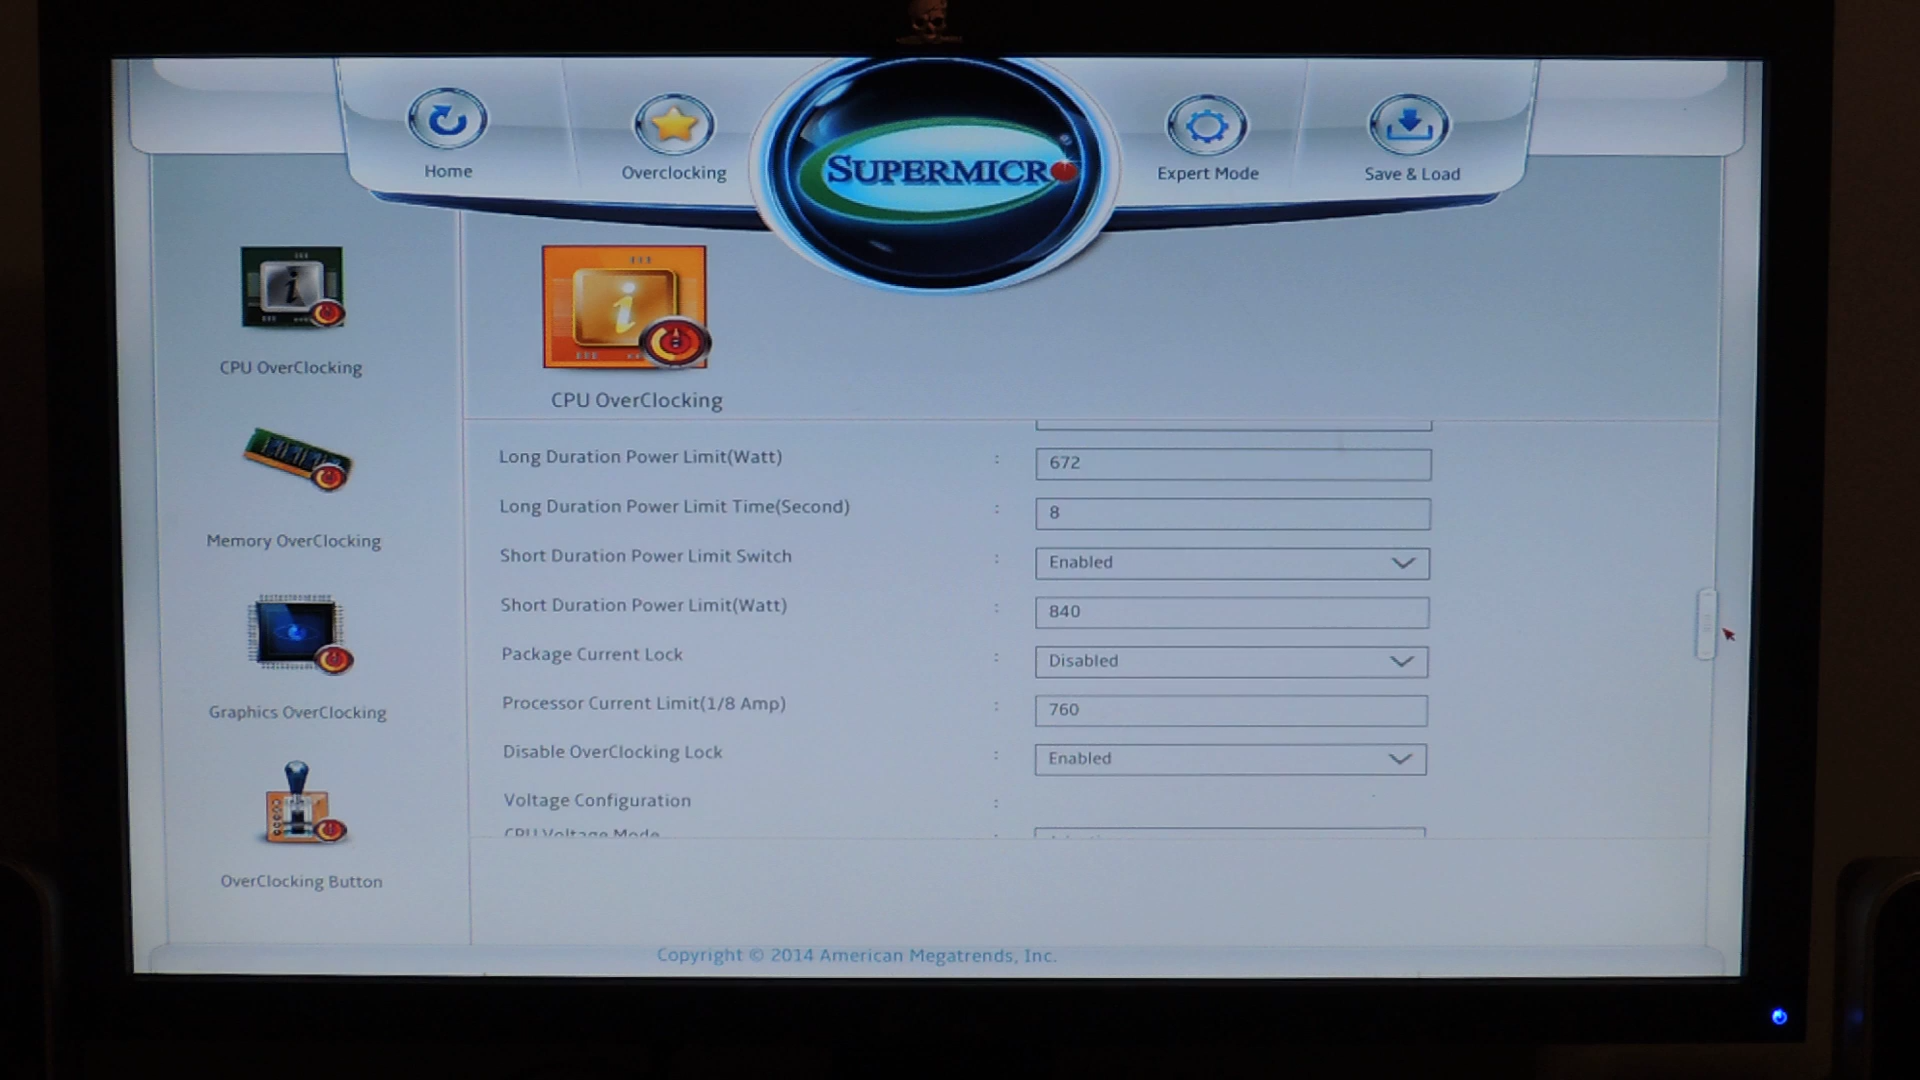 Home
Overclocking
SUPERMICR
Expert Mode
Save & Load
CPU OverClocking
Memory OverClocking
Graphics OverClocking
OverClocking Button
CPU OverClocking
Long Duration Power Limit(Watt) : 672
Long Duration Power Limit Time(Second) : 8
Short Duration Power Limit Switch : Enabled
Short Duration Power Limit(Watt) : 840
Package Current Lock : Disabled
Processor Current Limit(1/8 Amp) : 760
Disable OverClocking Lock : Enabled
Voltage Configuration :
CPU Voltage Mode :
Copyright © 2014 American Megatrends, Inc.